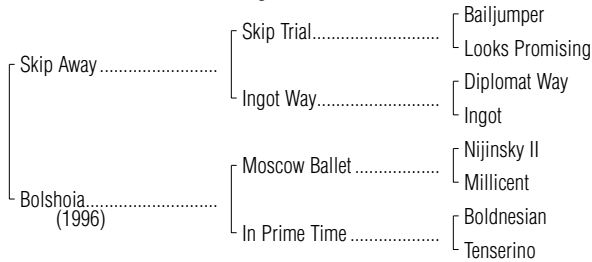 Bailjumper
Skip Trial..................
Looks Promising
Skip Away........................
Diplomat Way
Ingot Way.........................
Ingot
Nijinsky II
Moscow Ballet .................
Millicent
Bolshoia...........................
(1996)
Boldnesian
In Prime Time ..................
Tenserino